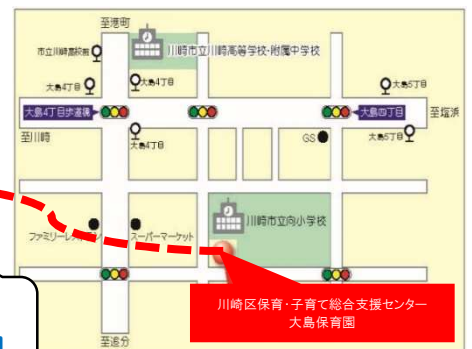 至港町
市立川崎高校前
川崎市立川崎高等学校・附属中学校
大島4丁目
大島4丁目
大島5丁目
大島4丁目歩道橋
大島四丁目
至塩浜
至川崎
大島4丁目
GS
大島5丁目
川崎市立向小学校
ファミリーレストラン
スーパーマーケット
川崎区保育・子育て総合支援センター
大島保育園
至追分